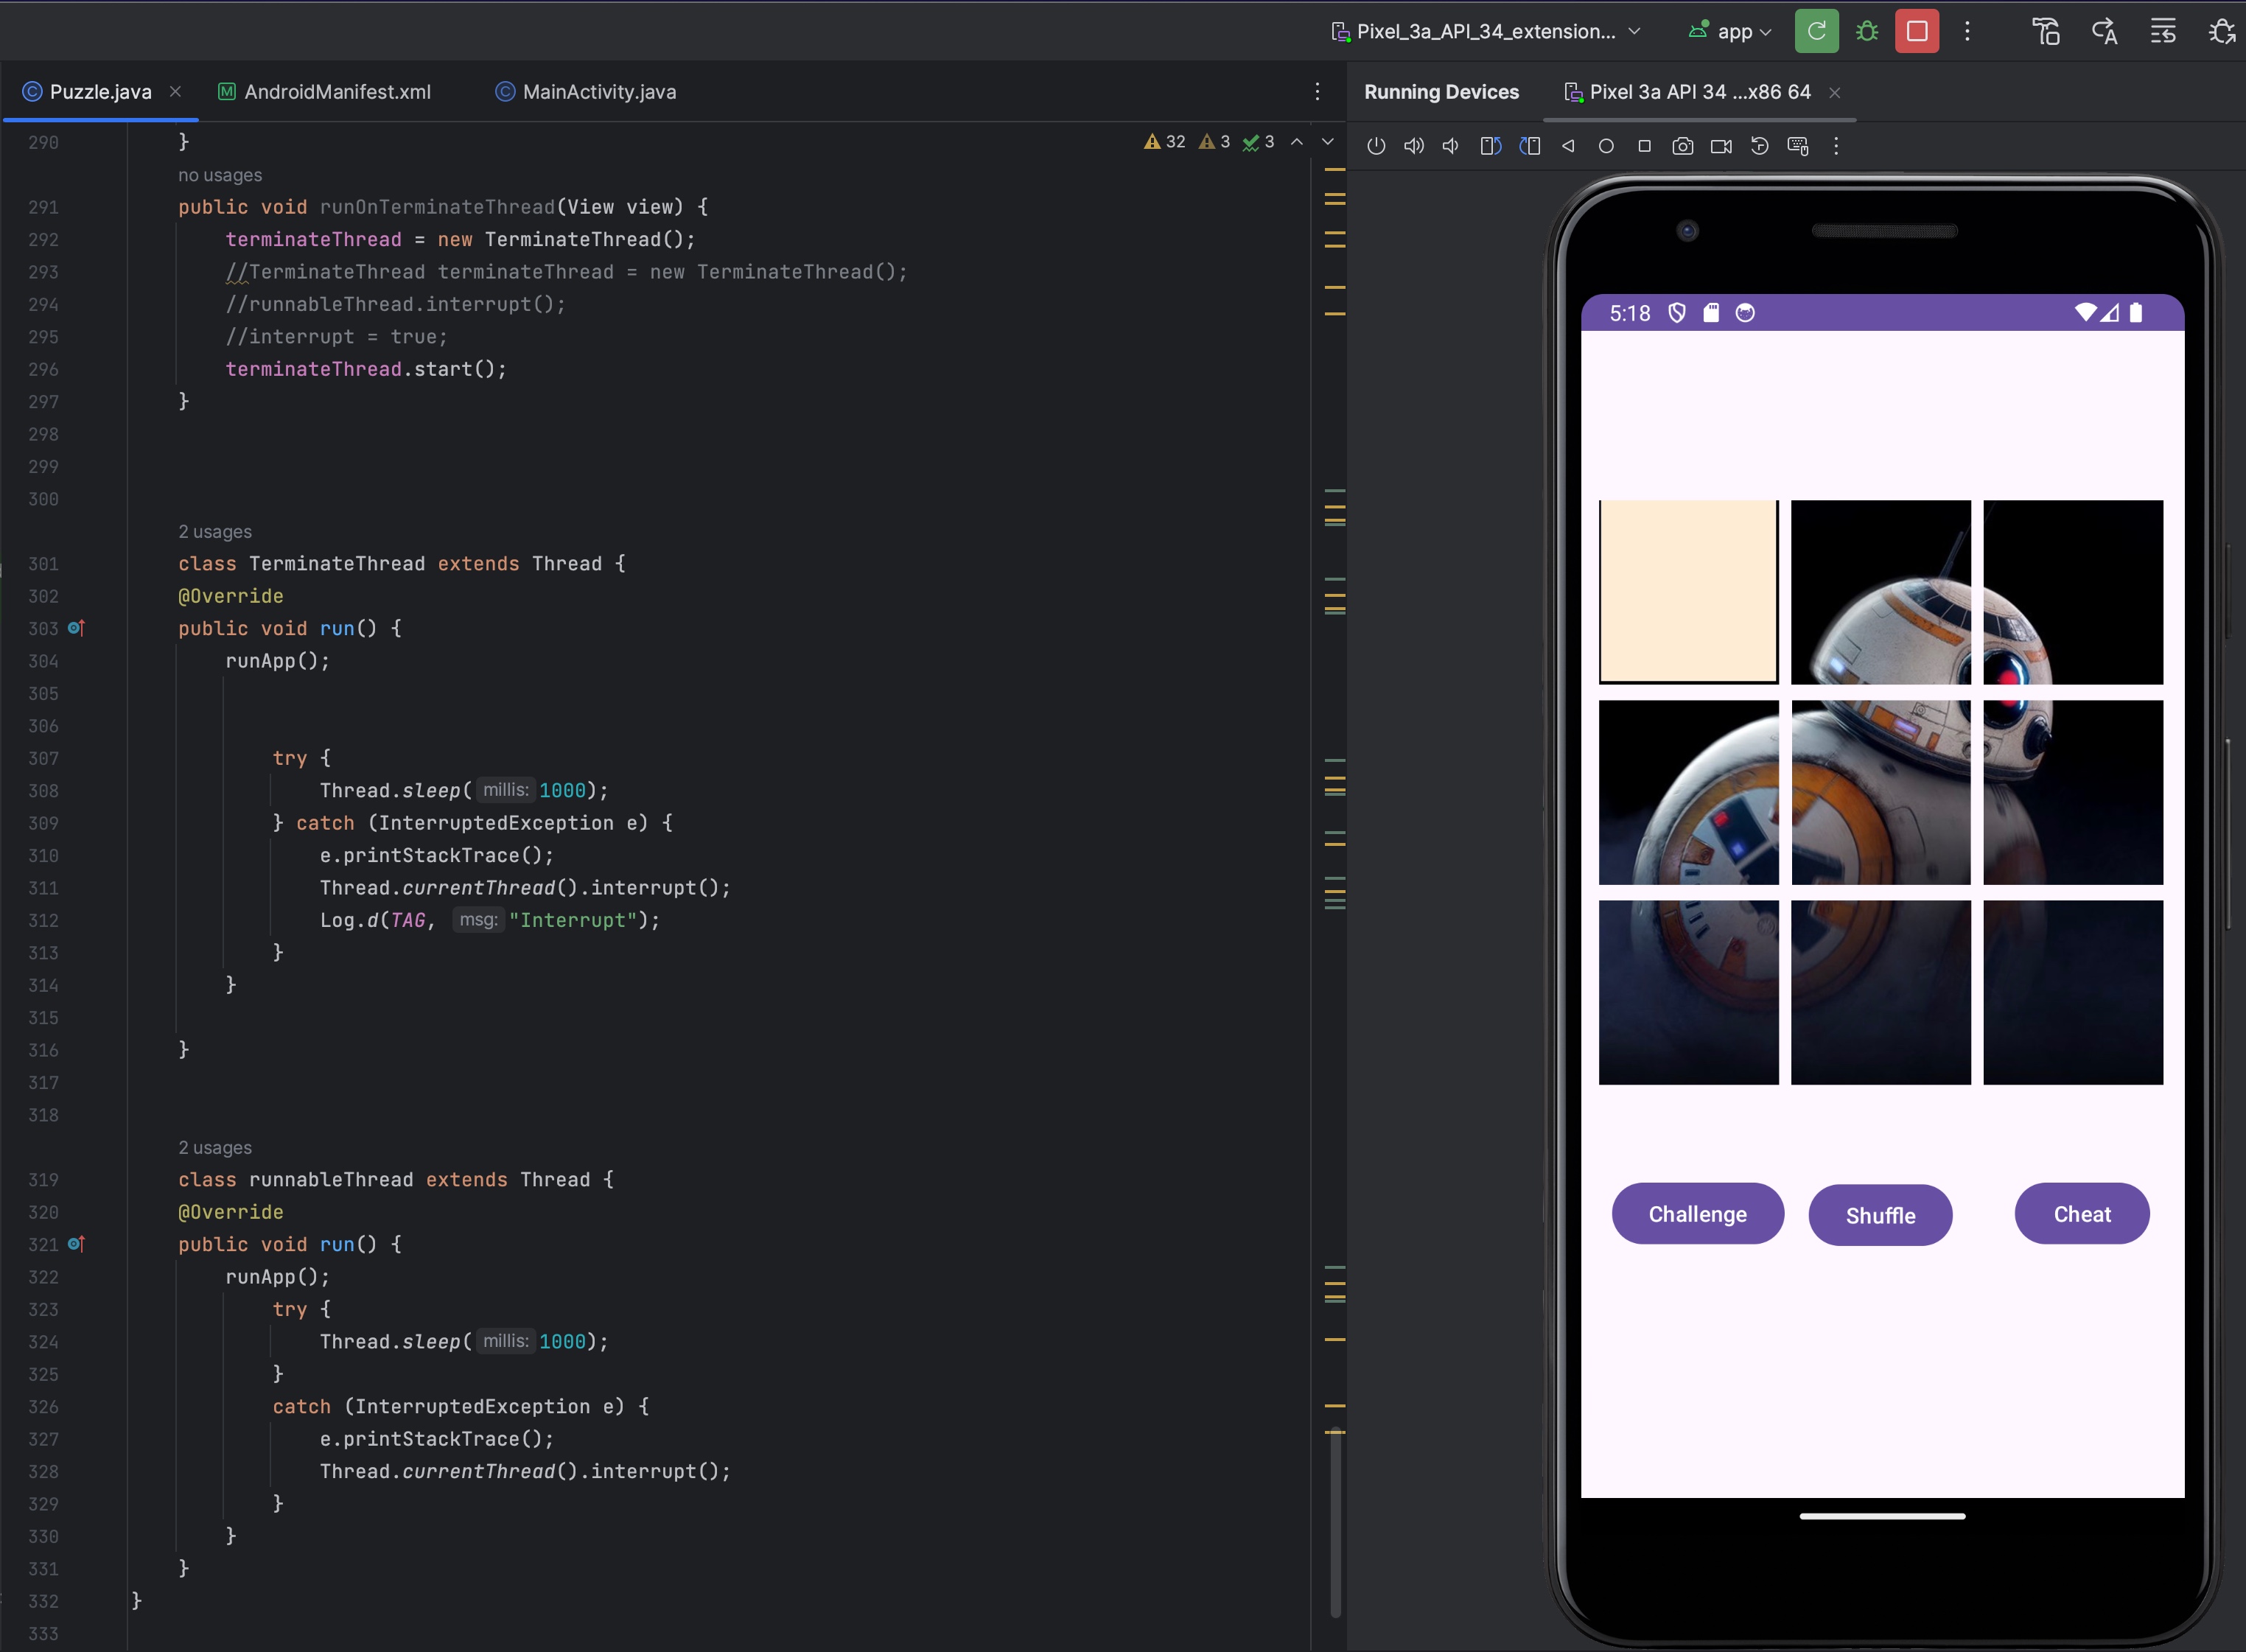 Pixel_3a_API_34_extension... app
Puzzle.java AndroidManifest.xml MainActivity.java
Running Devices Pixel 3a API 34 ...x86 64
32 3 3
290 }
no usages
291 public void runOnTerminateThread(View view) {
292 terminateThread = new TerminateThread();
293 //TerminateThread terminateThread = new TerminateThread();
294 //runnableThread.interrupt();
295 //interrupt = true;
296 terminateThread.start();
297 }
298
299
300
2 usages
301 class TerminateThread extends Thread {
302 @Override
303 public void run() {
304 runApp();
305
306
307 try {
308 Thread.sleep( millis: 1000);
309 } catch (InterruptedException e) {
310 e.printStackTrace();
311 Thread.currentThread().interrupt();
312 Log.d(TAG, msg: "Interrupt");
313 }
314 }
315
316 }
317
318
2 usages
319 class runnableThread extends Thread {
320 @Override
321 public void run() {
322 runApp();
323 try {
324 Thread.sleep( millis: 1000);
325 }
326 catch (InterruptedException e) {
327 e.printStackTrace();
328 Thread.currentThread().interrupt();
329 }
330 }
331 }
332 }
333
5:18
Challenge Shuffle Cheat